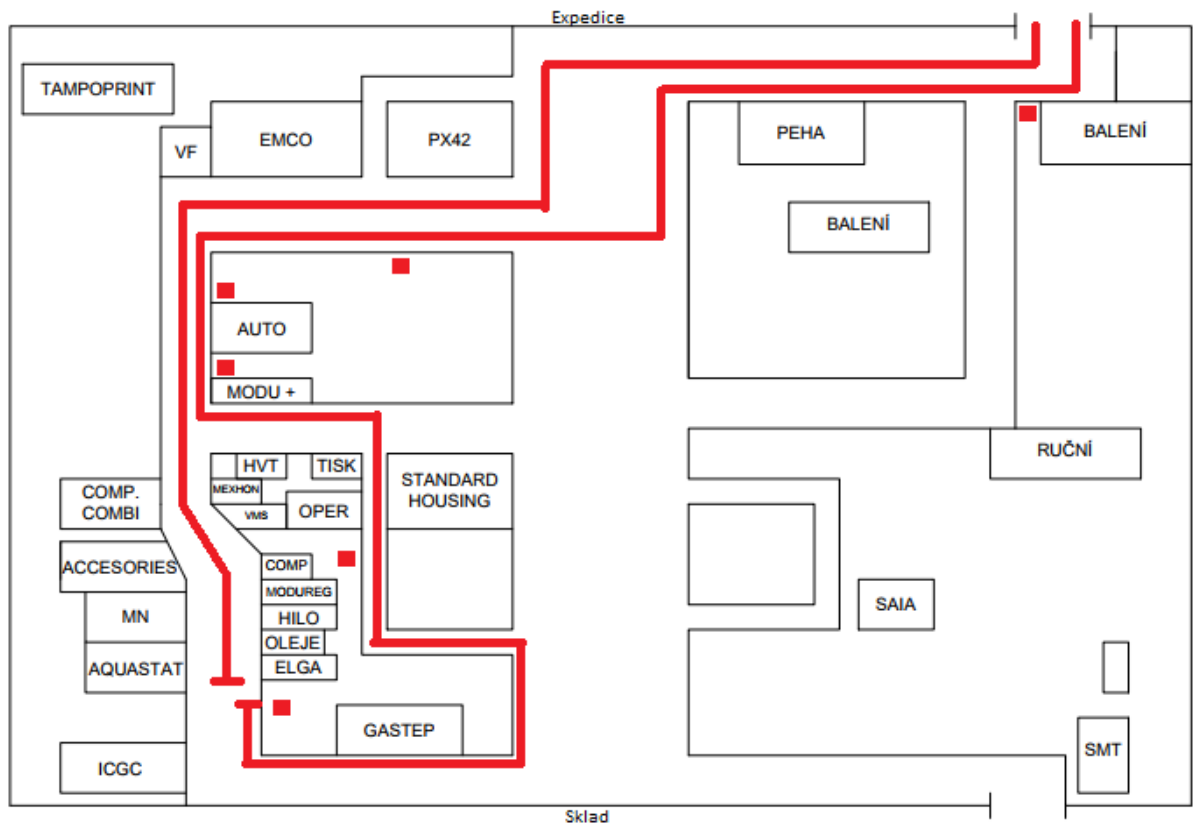 Expedice
TAMPOPRINT
VF
EMCO
PX42
PEHA
BALENÍ
BALENÍ
AUTO
MODU +
HVT
TISK
MEXHON
VMS
OPER
STANDARD
HOUSING
RUČNÍ
COMP.
COMBI
ACCESORIES
COMP
MODUREG
HILO
OLEJE
ELGA
MN
AQUASTAT
SAIA
GASTEP
ICGC
SMT
Sklad